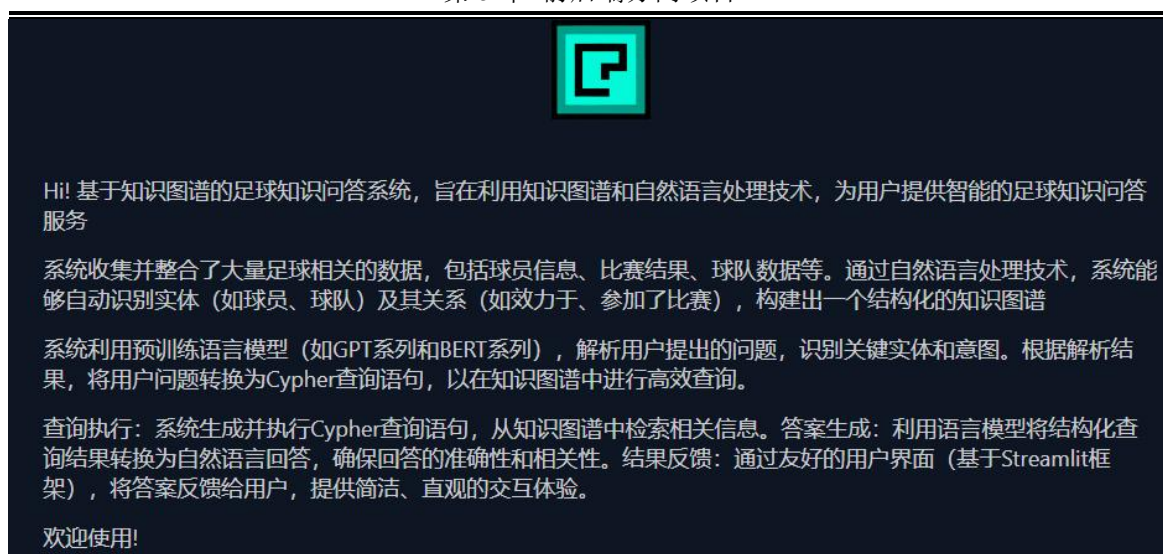 Hi! 基于知识图谱的足球知识问答系统，旨在利用知识图谱和自然语言处理技术，为用户提供智能的足球知识问答
服务
系统收集并整合了大量足球相关的数据，包括球员信息、比赛结果、球队数据等。通过自然语言处理技术，系统能
够自动识别实体（如球员、球队）及其关系（如效力于、参加了比赛），构建出一个结构化的知识图谱
系统利用预训练语言模型（如GPT系列和BERT系列），解析用户提出的问题，识别关键实体和意图。根据解析结
果，将用户问题转换为Cypher查询语句，以在知识图谱中进行高效查询。
查询执行：系统生成并执行Cypher查询语句，从知识图谱中检索相关信息。答案生成：利用语言模型将结构化查
询结果转换为自然语言回答，确保回答的准确性和相关性。结果反馈：通过友好的用户界面（基于Streamlit框
架），将答案反馈给用户，提供简洁、直观的交互体验。
欢迎使用!